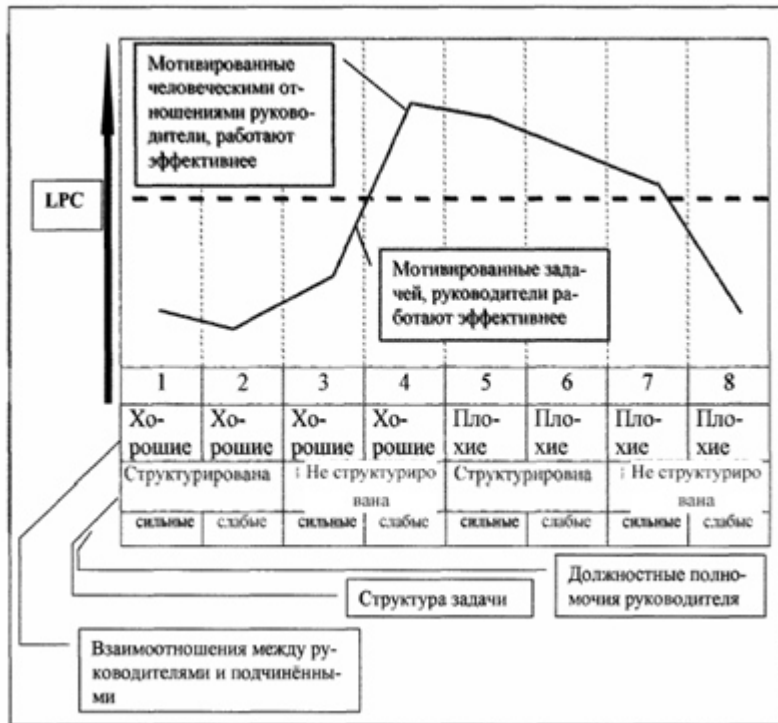 Мотивированные
человеческими от-
ношениями руково-
дители, работают
эффективнее
LPC
Мотивированные зада-
чей, руководители ра-
ботают эффективнее
1 2 3 4 5 6 7 8
Хо- Хо- Хо- Хо- Пло- Пло- Пло- Пло-
рошие рошие рошие рошие хие хие хие хие
Структурирована Не структуриро Структуровна Не структуриро
вана вана
сильные слабые сильные слабые сильные слабые сильные слабые
Должностные полно-
мочия руководителя
Структура задачи
Взаимоотношения между ру-
ководителями и подчинённы-
ми